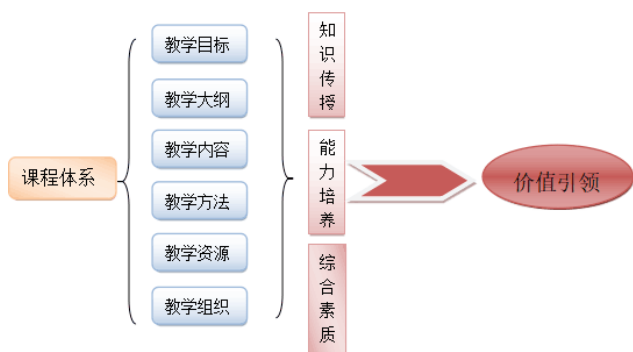 课程体系
教学目标
教学大纲
教学内容
教学方法
教学资源
教学组织
知识传授
能力培养
综合素质
价值引领